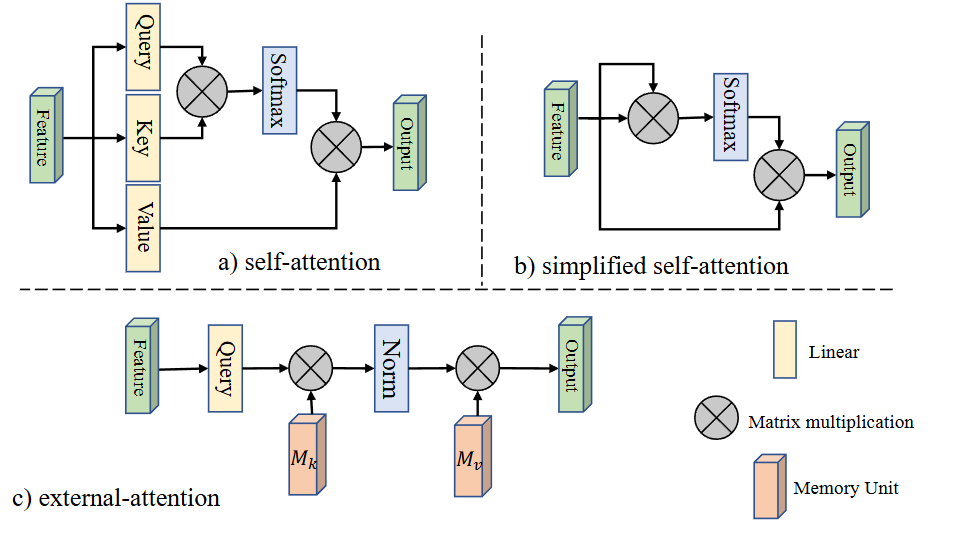 Feature
Query
Key
Value
Softmax
Output
a) self-attention
Feature
Softmax
Output
b) simplified self-attention
Feature
Query
Norm
Output
M_k
M_v
c) external-attention
Linear
Matrix multiplication
Memory Unit